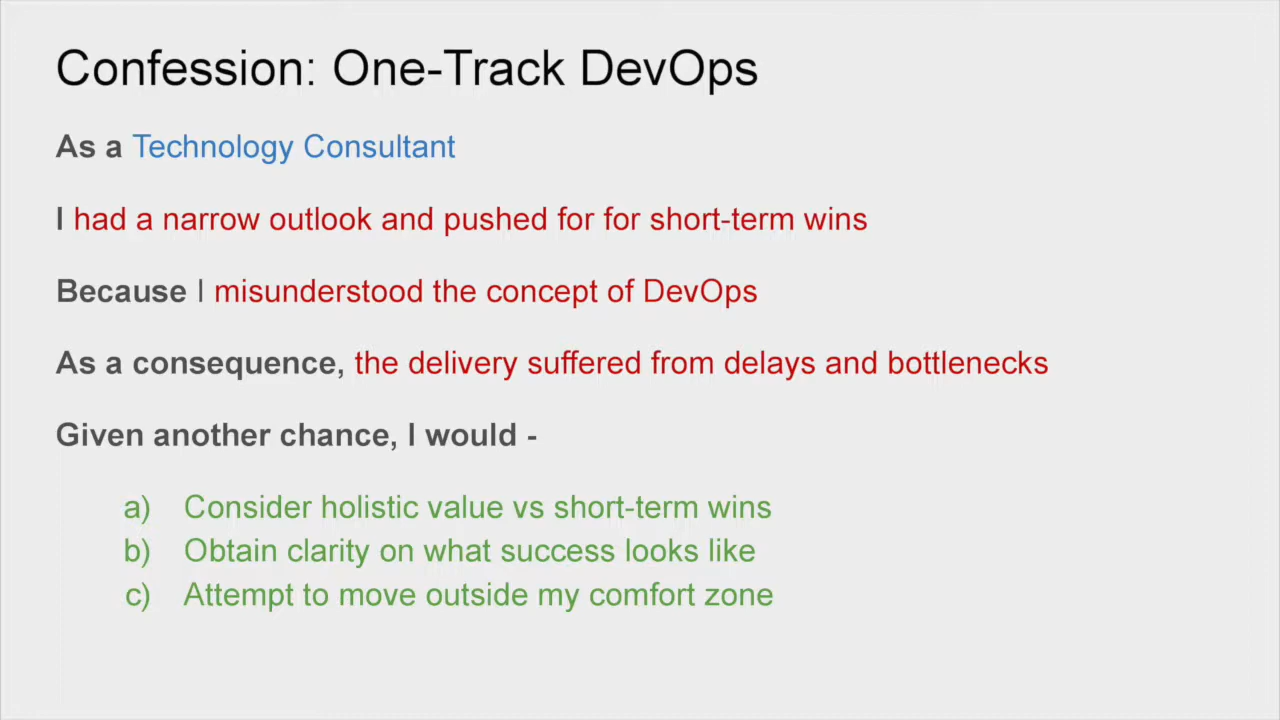 Confession: One-Track DevOps
As a Technology Consultant
I had a narrow outlook and pushed for for short-term wins
Because I misunderstood the concept of DevOps
As a consequence, the delivery suffered from delays and bottlenecks
Given another chance, I would -
a) Consider holistic value vs short-term wins
b) Obtain clarity on what success looks like
c) Attempt to move outside my comfort zone